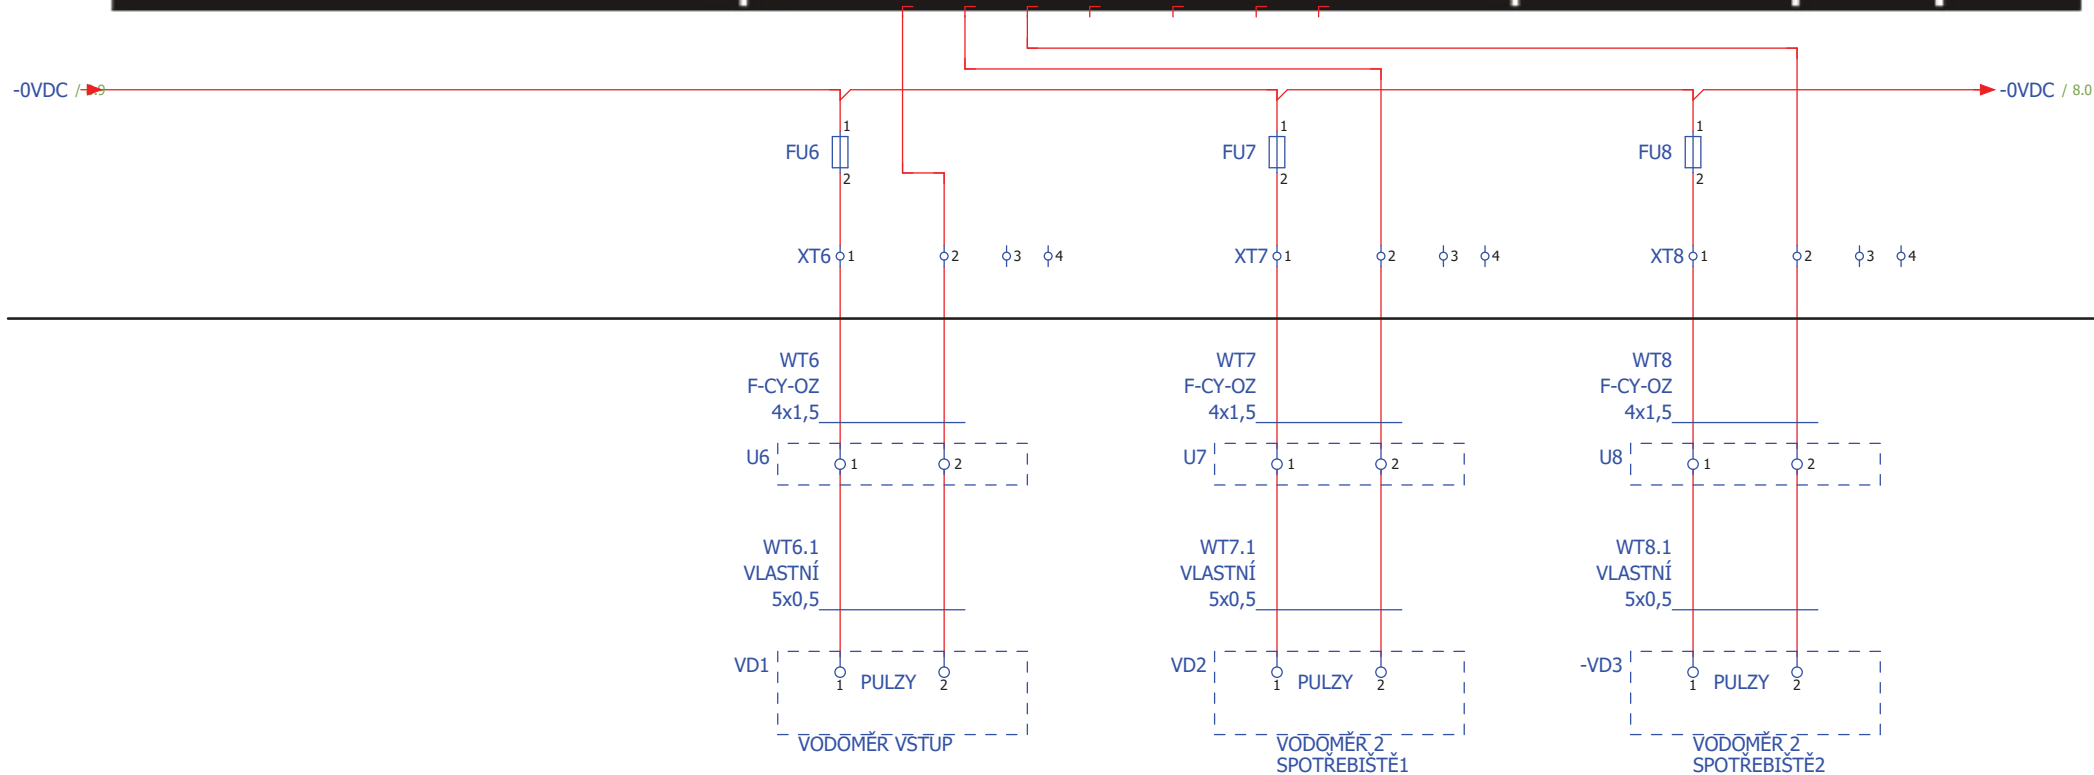 -0VDC /
-0VDC / 8.0
1
FU6
2
1
FU7
2
1
FU8
2
XT6 1 2 3 4
XT7 1 2 3 4
XT8 1 2 3 4
WT6
F-CY-OZ
4x1,5
WT7
F-CY-OZ
4x1,5
WT8
F-CY-OZ
4x1,5
U6 1 2
U7 1 2
U8 1 2
WT6.1
VLASTNÍ
5x0,5
WT7.1
VLASTNÍ
5x0,5
WT8.1
VLASTNÍ
5x0,5
VD1
1 PULZY 2
VODOMĚR VSTUP
VD2
1 PULZY 2
VODOMĚR 2
SPOTŘEBIŠTĚ1
-VD3
1 PULZY 2
VODOMĚR 2
SPOTŘEBIŠTĚ2